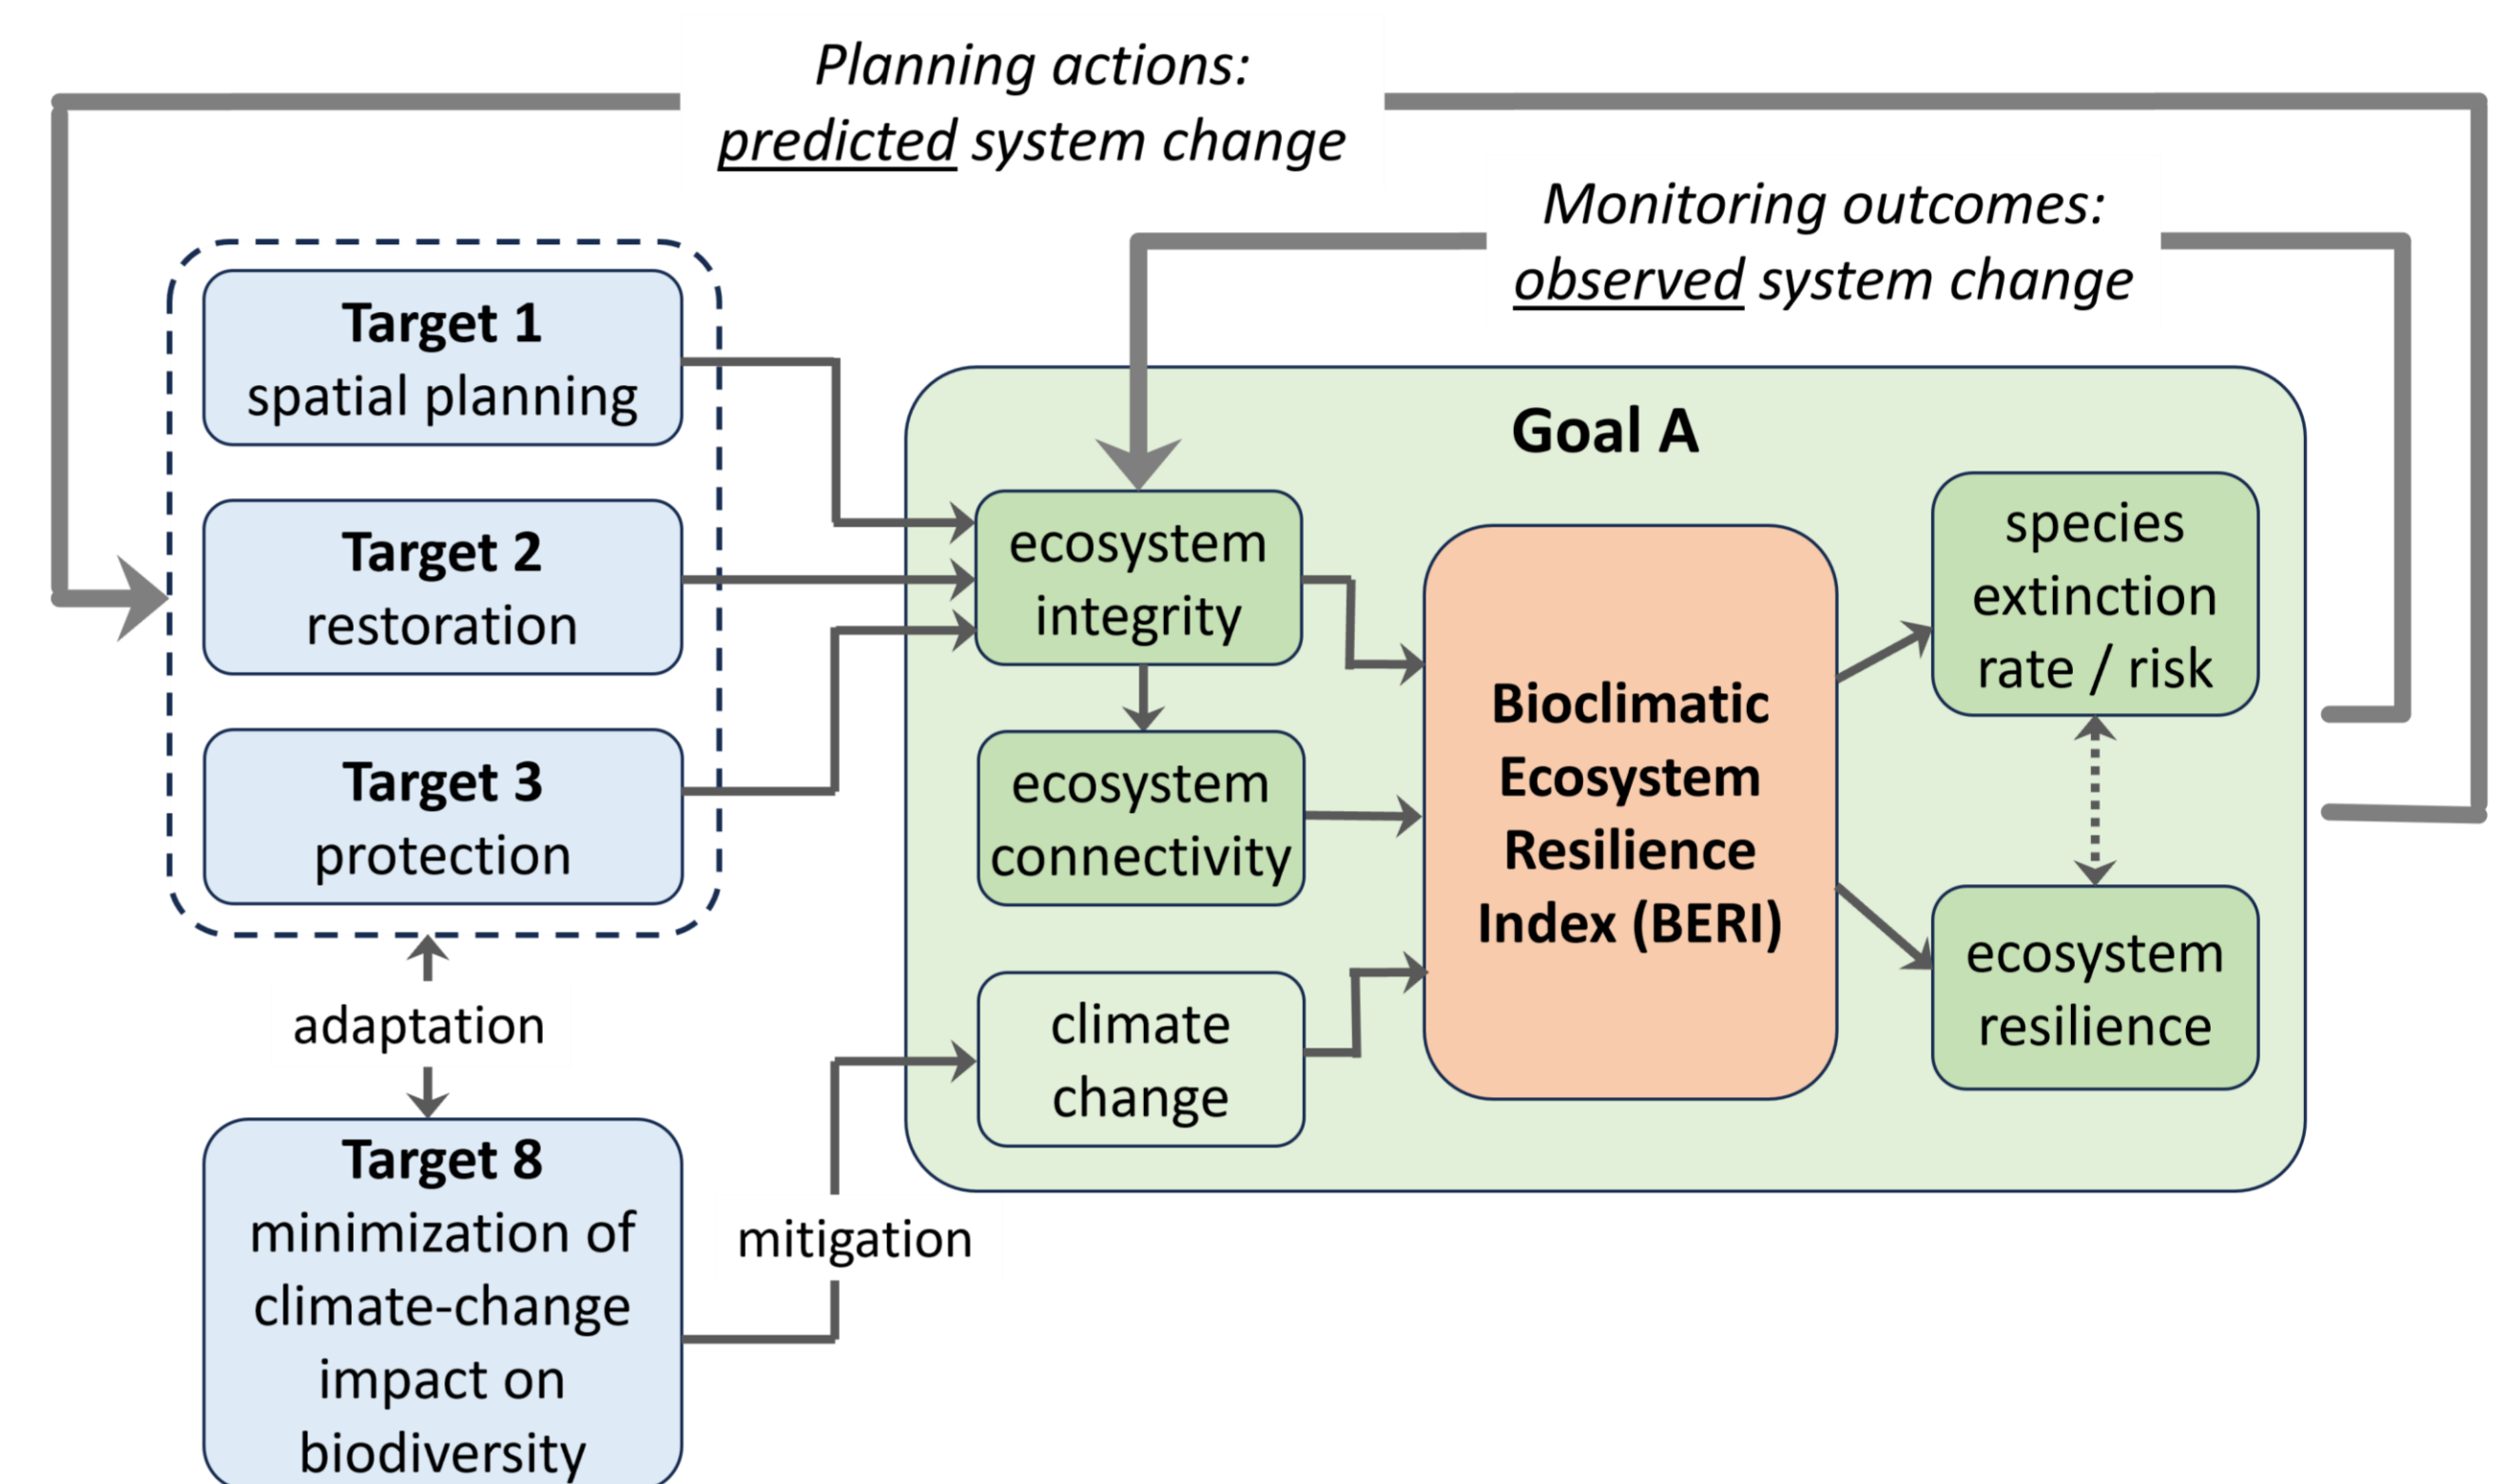 Planning actions:
predicted system change
Monitoring outcomes:
observed system change
Target 1
spatial planning
Target 2
restoration
Target 3
protection
adaptation
Target 8
minimization of
climate-change
impact on
biodiversity
mitigation
Goal A
ecosystem
integrity
ecosystem
connectivity
climate
change
Bioclimatic
Ecosystem
Resilience
Index (BERI)
species
extinction
rate / risk
ecosystem
resilience